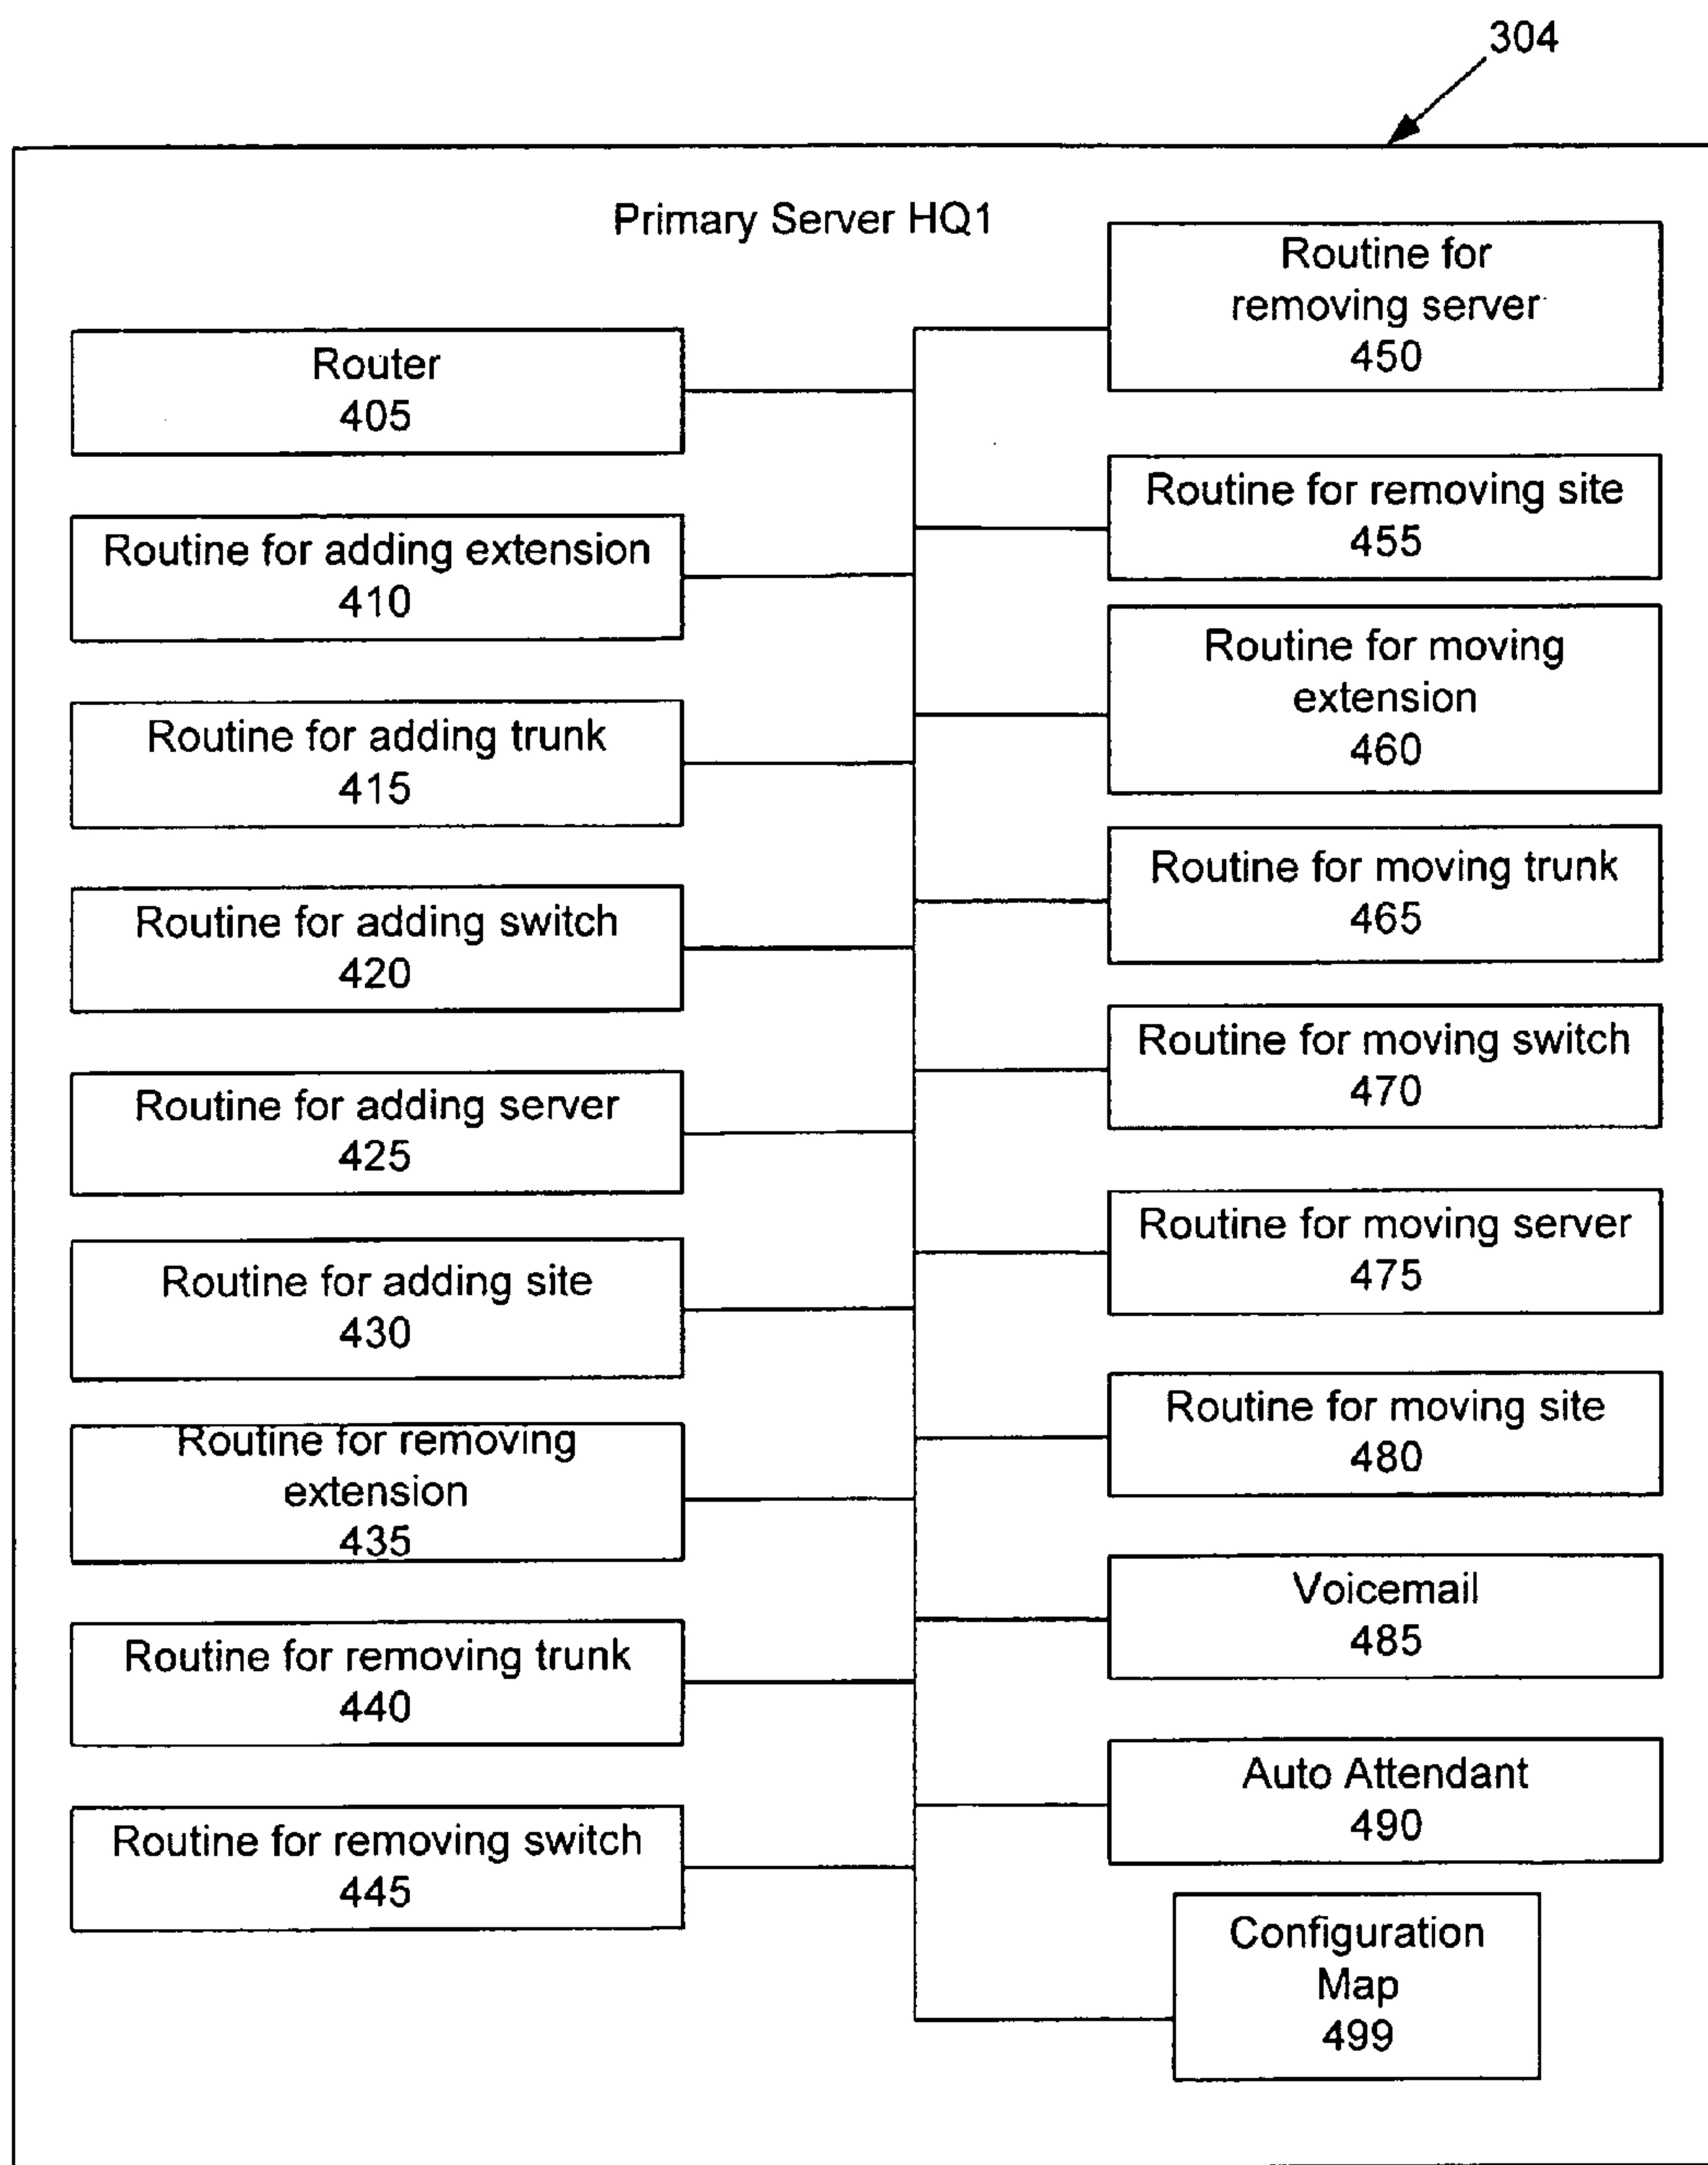 304
Primary Server HQ1
Router
405
Routine for adding extension
410
Routine for adding trunk
415
Routine for adding switch
420
Routine for adding server
425
Routine for adding site
430
Routine for removing
extension
435
Routine for removing trunk
440
Routine for removing switch
445
Routine for
removing server
450
Routine for removing site
455
Routine for moving
extension
460
Routine for moving trunk
465
Routine for moving switch
470
Routine for moving server
475
Routine for moving site
480
Voicemail
485
Auto Attendant
490
Configuration
Map
499